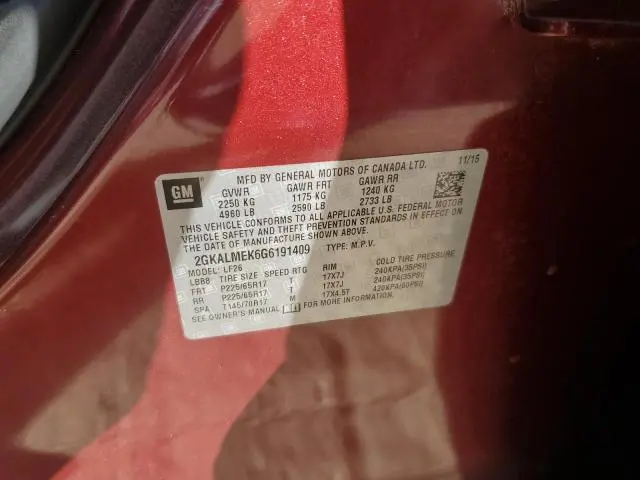 GM
MFD BY GENERAL MOTORS OF CANADA LTD. 11/15
GVWR GAWR FRT GAWR RR
2250 KG 1175 KG 1240 KG
4960 LB 2590 LB 2733 LB
THIS VEHICLE CONFORMS TO ALL APPLICABLE U.S. FEDERAL MOTOR
VEHICLE SAFETY AND THEFT PREVENTION STANDARDS IN EFFECT ON
THE DATE OF MANUFACTURE SHOWN ABOVE.
2GKALMEK6G6191409 TYPE: M.P.V.
MODEL: LF26
LBBB TIRE SIZE SPEED RTG RIM COLD TIRE PRESSURE
FRT P225/65R17 T 17X7J 240KPA(35PSI)
RR P225/65R17 T 17X7J 240KPA(35PSI)
SPA T145/70R17 M 17X4.5T 420KPA(60PSI)
SEE OWNER'S MANUAL FOR MORE INFORMATION.